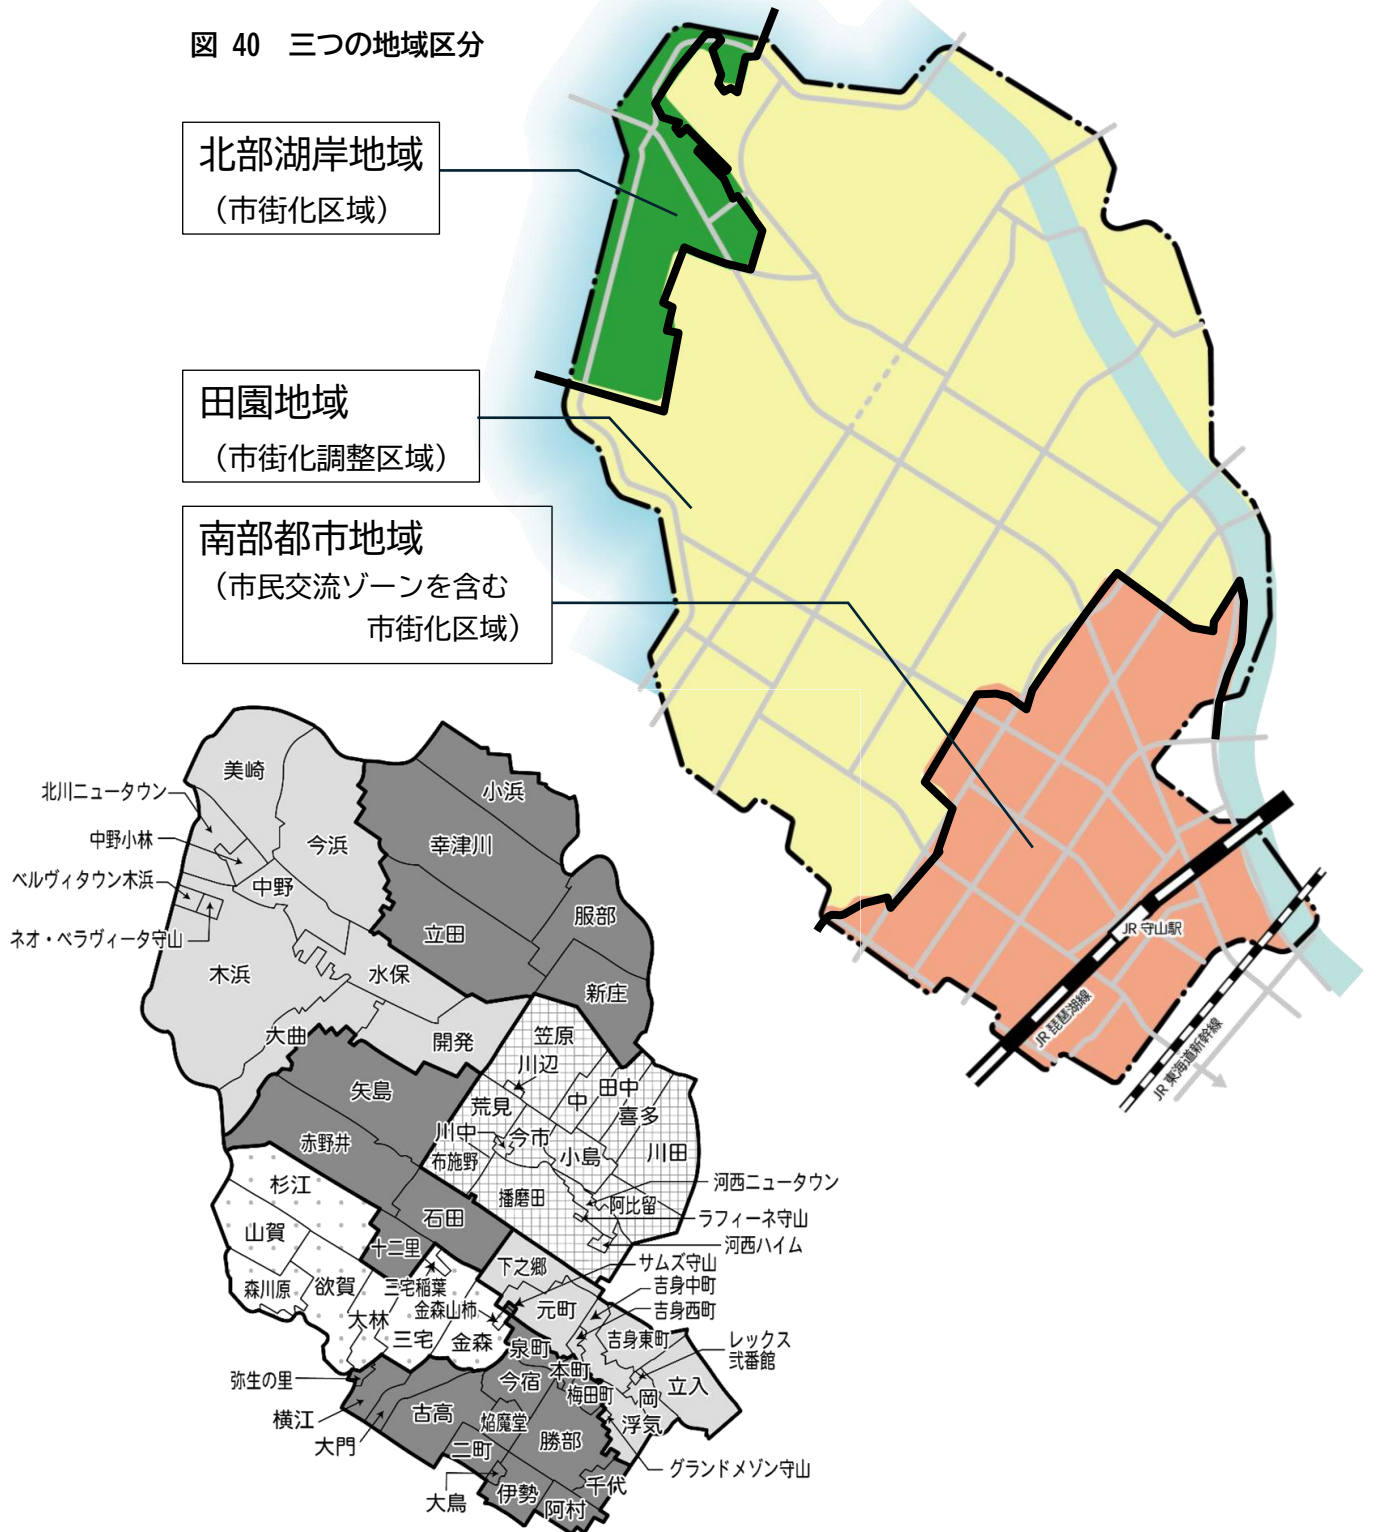 図 40　三つの地域区分
北部湖岸地域
（市街化区域）
田園地域
（市街化調整区域）
南部都市地域
（市民交流ゾーンを含む
市街化区域）
JR 守山駅
JR 琵琶湖線
JR 東海道新幹線
美崎
北川ニュータウン
小浜
中野小林
今浜
幸津川
ベルヴィタウン木浜
中野
服部
ネオ・ベラヴィータ守山
立田
木浜
水保
新庄
大曲
開発
笠原
川辺
矢島
田中
中
荒見
喜多
川中
今市
赤野井
布施野
小島
川田
杉江
播磨田
河西ニュータウン
阿比留
石田
ラフィーネ守山
山賀
十二里
河西ハイム
下之郷
サムズ守山
森川原
欲賀
三宅稲葉
吉身中町
金森山柿
元町
吉身西町
大林
三宅
金森
泉町
吉身東町
レックス
弐番館
本町
弥生の里
今宿
梅田町
岡
立入
横江
古高
焔魔堂
浮気
大門
二町
勝部
グランドメゾン守山
大鳥
伊勢
千代
阿村